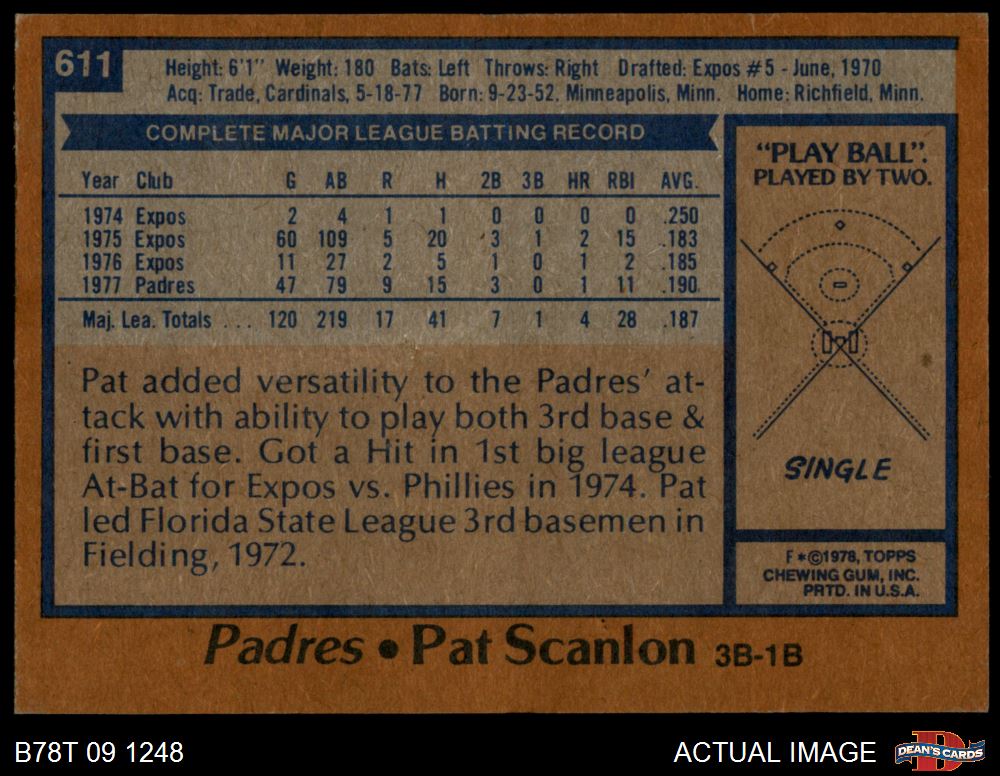 611
Height: 6'1" Weight: 180 Bats: Left Throws: Right Drafted: Expos #5 - June, 1970
Acq: Trade, Cardinals, 5-18-77 Born: 9-23-52, Minneapolis, Minn. Home: Richfield, Minn.
COMPLETE MAJOR LEAGUE BATTING RECORD
Year Club G AB R H 2B 3B HR RBI AVG.
1974 Expos 2 4 1 1 0 0 0 0 .250
1975 Expos 60 109 5 20 3 1 2 15 .183
1976 Expos 11 27 2 5 1 0 1 2 .185
1977 Padres 47 79 9 15 3 0 1 11 .190
Maj. Lea. Totals ... 120 219 17 41 7 1 4 28 .187
Pat added versatility to the Padres' at-
tack with ability to play both 3rd base &
first base. Got a Hit in 1st big league
At-Bat for Expos vs. Phillies in 1974. Pat
led Florida State League 3rd basemen in
Fielding, 1972.
"PLAY BALL".
PLAYED BY TWO.
SINGLE
F *©1978, TOPPS
CHEWING GUM, INC.
PRTD. IN U.S.A.
Padres • Pat Scanlon 3B-1B
B78T 09 1248
ACTUAL IMAGE
D
DEAN'S CARDS